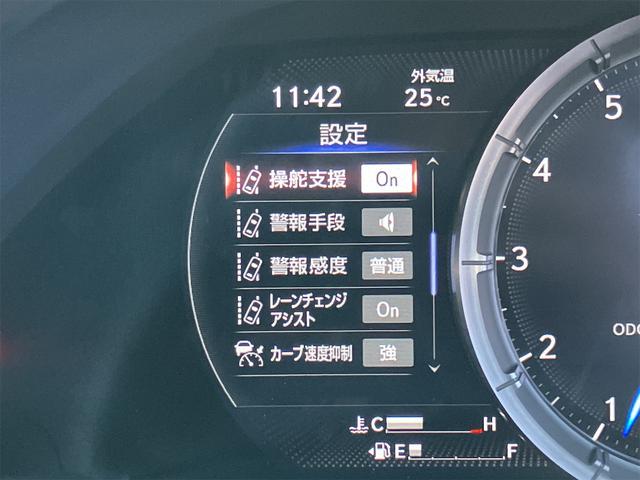 外気温
11:42
25℃
設定
操舵支援 On
警報手段
警報感度 普通
レーンチェンジ
アシスト On
カーブ速度抑制 強
5
4
3
2
1
ODO
C H
E F